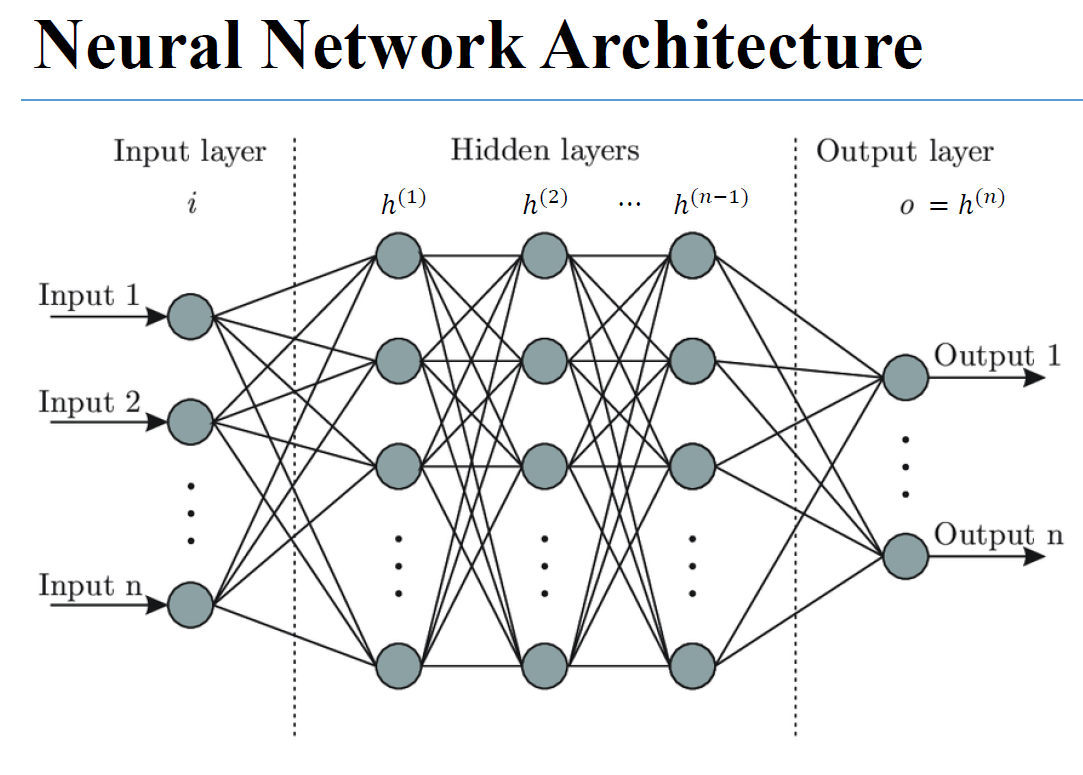 Neural Network Architecture
Input layer
Hidden layers
Output layer
i
h⁽¹⁾
h⁽²⁾
...
h⁽ⁿ⁻¹⁾
o = h⁽ⁿ⁾
Input 1
Input 2
Input n
Output 1
Output n